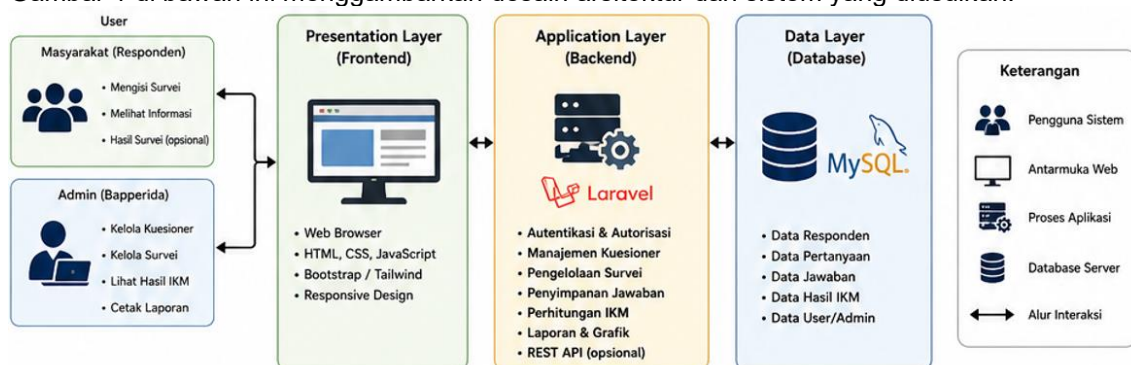 Gambar 1 di bawah ini menggambarkan desain arsitektur dari sistem yang diusulkan.
User
Masyarakat (Responden)
• Mengisi Survei
• Melihat Informasi
• Hasil Survei (opsional)
Admin (Bapperida)
• Kelola Kuesioner
• Kelola Survei
• Lihat Hasil IKM
• Cetak Laporan
Presentation Layer
(Frontend)
• Web Browser
• HTML, CSS, JavaScript
• Bootstrap / Tailwind
• Responsive Design
Application Layer
(Backend)
Laravel
• Autentikasi & Autorisasi
• Manajemen Kuesioner
• Pengelolaan Survei
• Penyimpanan Jawaban
• Perhitungan IKM
• Laporan & Grafik
• REST API (opsional)
Data Layer
(Database)
MySQL.
• Data Responden
• Data Pertanyaan
• Data Jawaban
• Data Hasil IKM
• Data User/Admin
Keterangan
Pengguna Sistem
Antarmuka Web
Proses Aplikasi
Database Server
Alur Interaksi